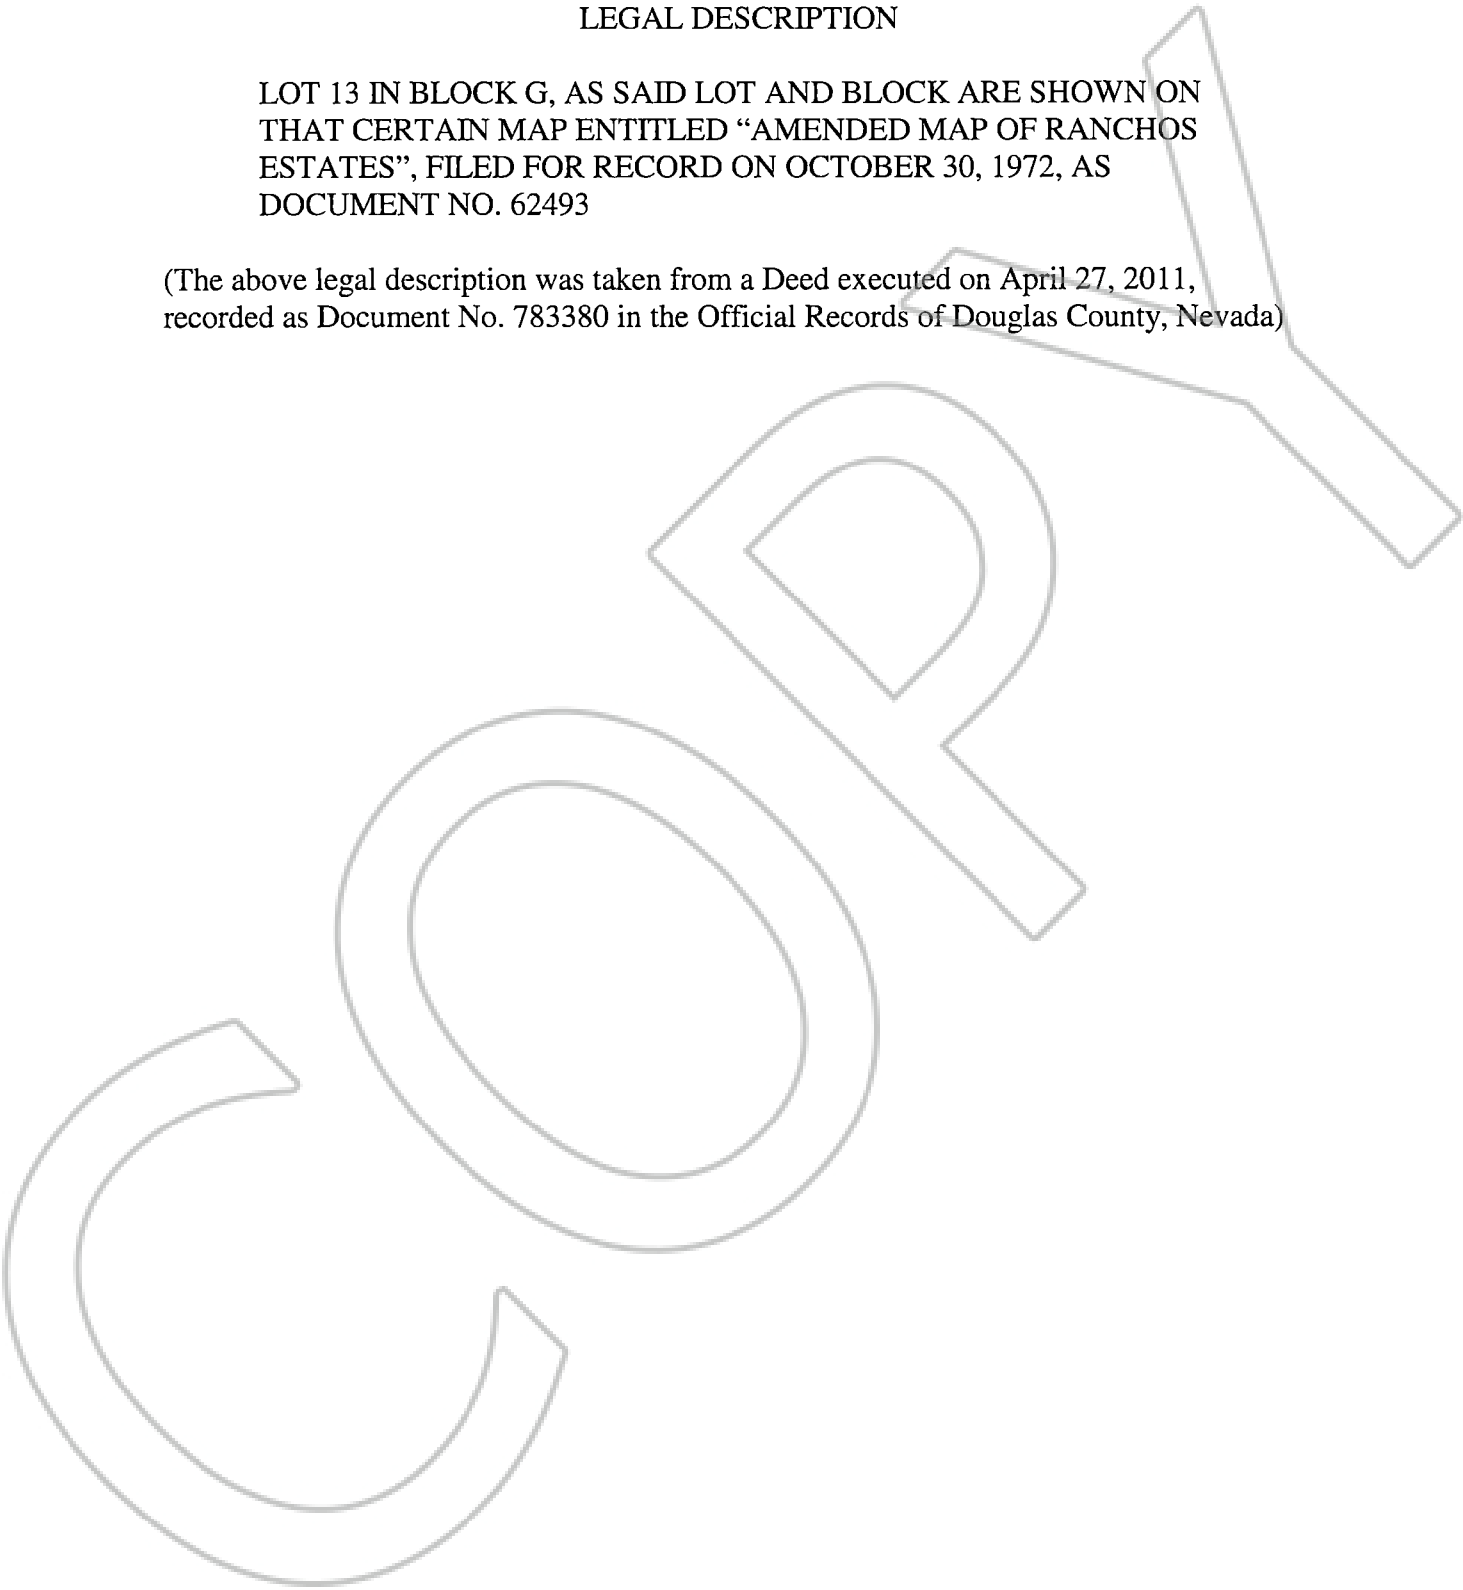 LEGAL DESCRIPTION
LOT 13 IN BLOCK G, AS SAID LOT AND BLOCK ARE SHOWN ON
THAT CERTAIN MAP ENTITLED “AMENDED MAP OF RANCHOS
ESTATES”, FILED FOR RECORD ON OCTOBER 30, 1972, AS
DOCUMENT NO. 62493
(The above legal description was taken from a Deed executed on April 27, 2011,
recorded as Document No. 783380 in the Official Records of Douglas County, Nevada)
COPY